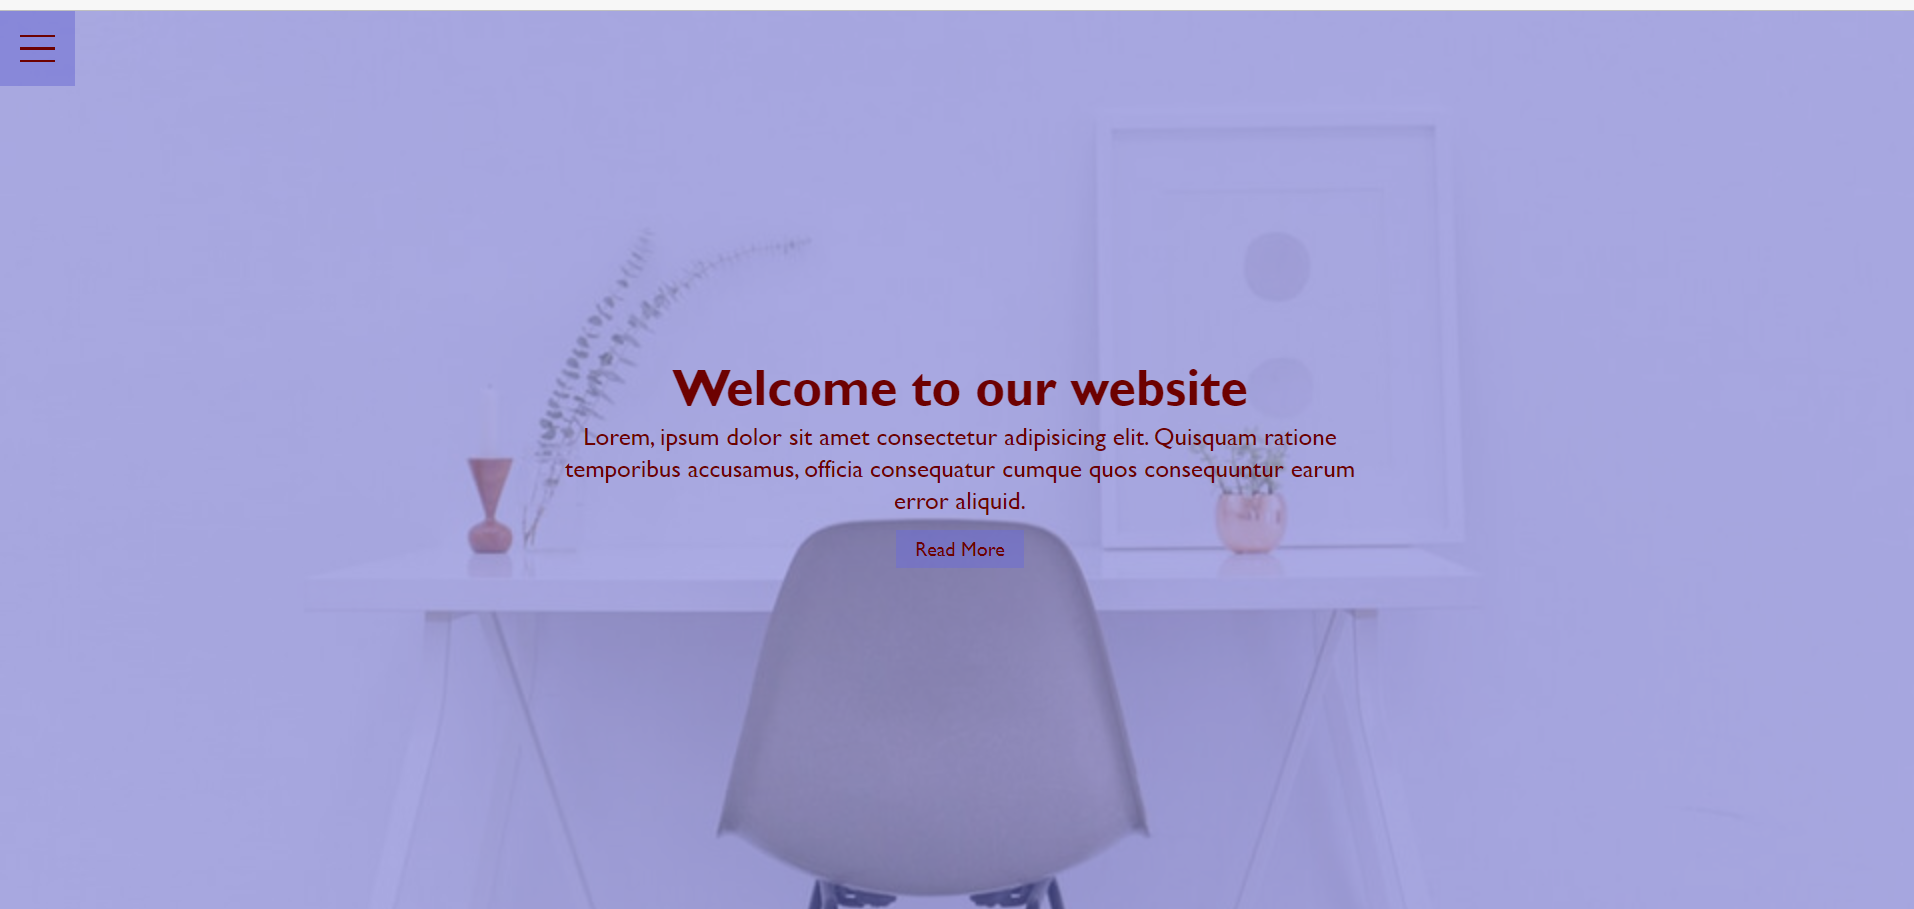 Welcome to our website
Lorem, ipsum dolor sit amet consectetur adipisicing elit. Quisquam ratione
temporibus accusamus, officia consequatur cumque quos consequuntur earum
error aliquid.
Read More